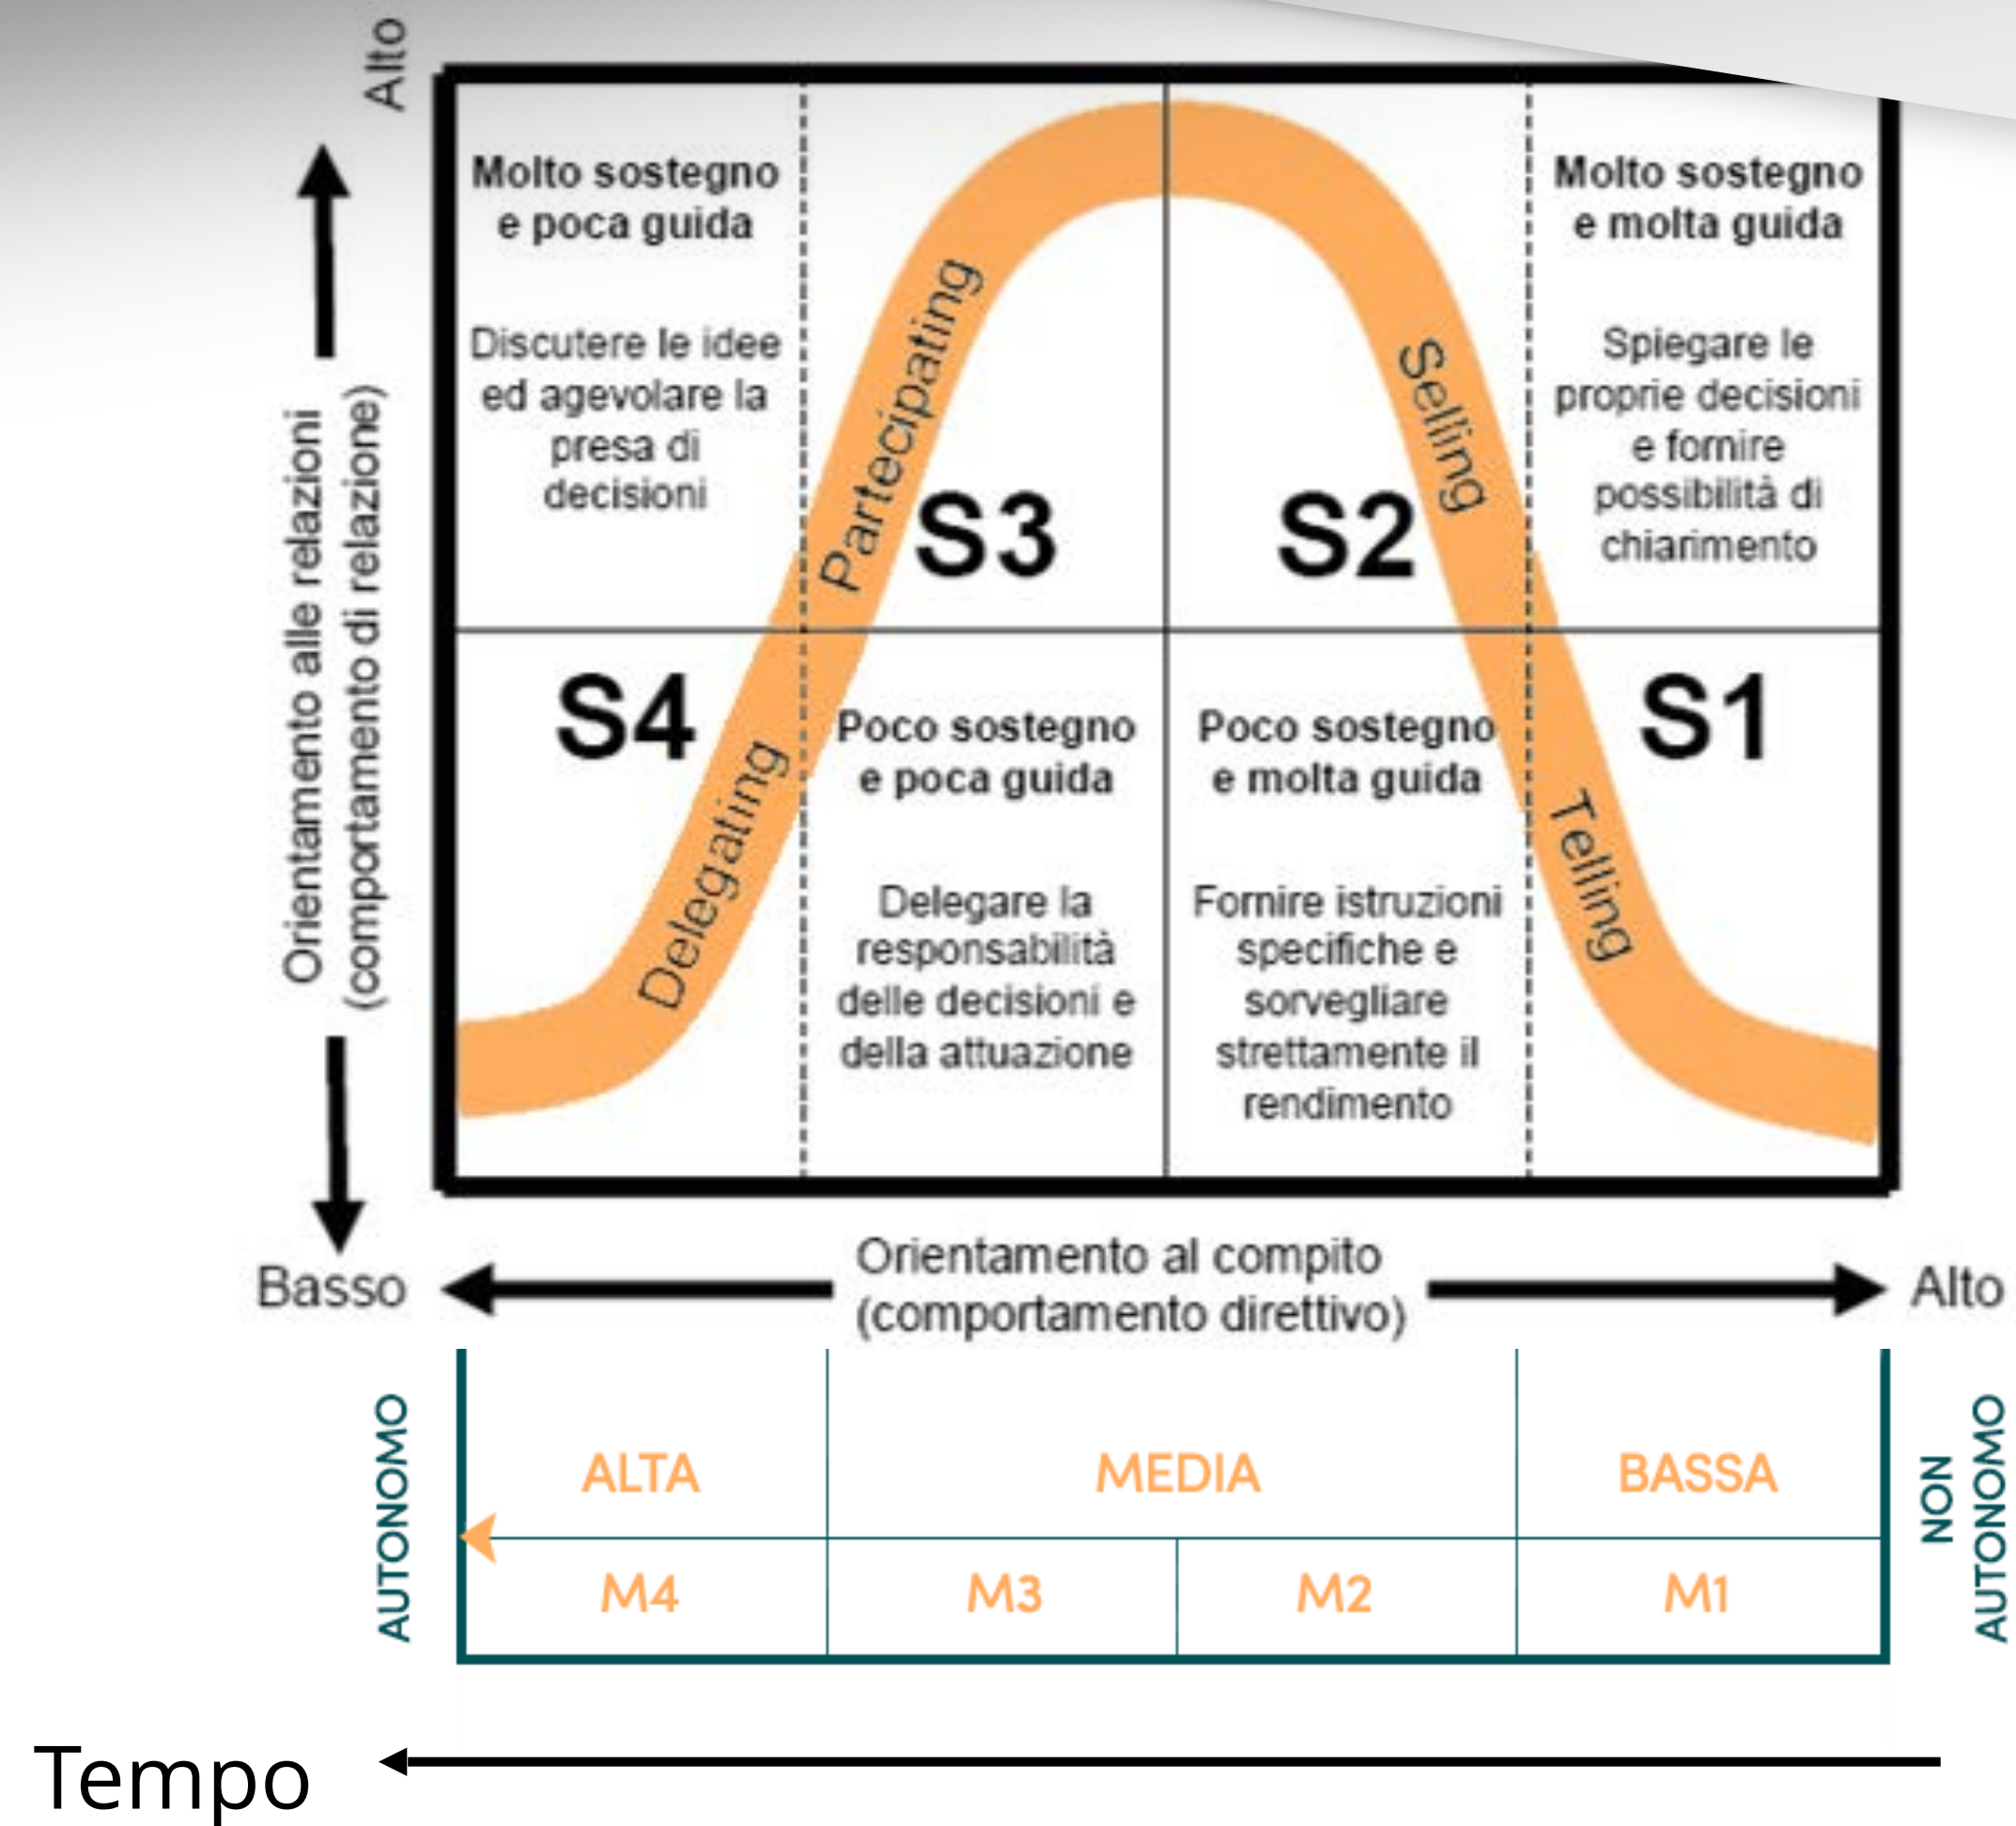 Alto
Orientamento alle relazioni
(comportamento di relazione)
Molto sostegno
e poca guida
Discutere le idee
ed agevolare la
presa di
decisioni
Partecipating
S3
S2
Selling
Molto sostegno
e molta guida
Spiegare le
proprie decisioni
e fornire
possibilità di
chiarimento
S4
Delegating
Poco sostegno
e poca guida
Delegare la
responsabilità
delle decisioni e
della attuazione
Poco sostegno
e molta guida
Fornire istruzioni
specifiche e
sorvegliare
strettamente il
rendimento
Telling
S1
Basso
Orientamento al compito
(comportamento direttivo)
Alto
AUTONOMO
ALTA
MEDIA
BASSA
M4
M3
M2
M1
NON
AUTONOMO
Tempo